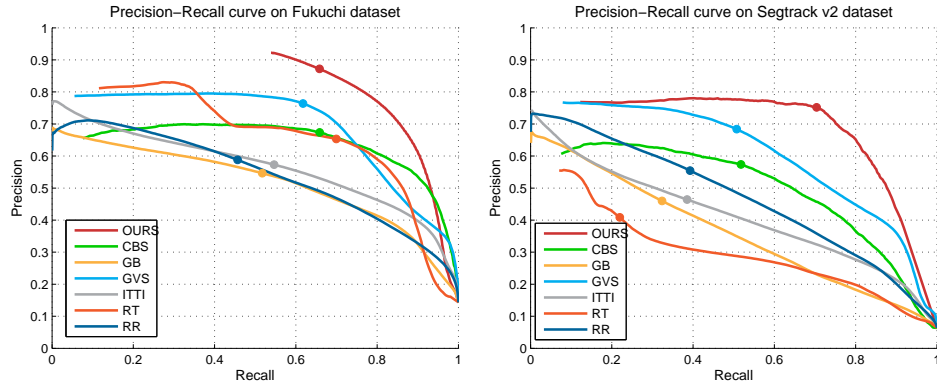 Precision−Recall curve on Fukuchi dataset
1
0.9
0.8
0.7
0.6
0.5
0.4
0.3
0.2
0.1
0
Precision
OURS
CBS
GB
GVS
ITTI
RT
RR
0 0.2 0.4 0.6 0.8 1
Recall
Precision−Recall curve on Segtrack v2 dataset
1
0.9
0.8
0.7
0.6
0.5
0.4
0.3
0.2
0.1
0
Precision
OURS
CBS
GB
GVS
ITTI
RT
RR
0 0.2 0.4 0.6 0.8 1
Recall